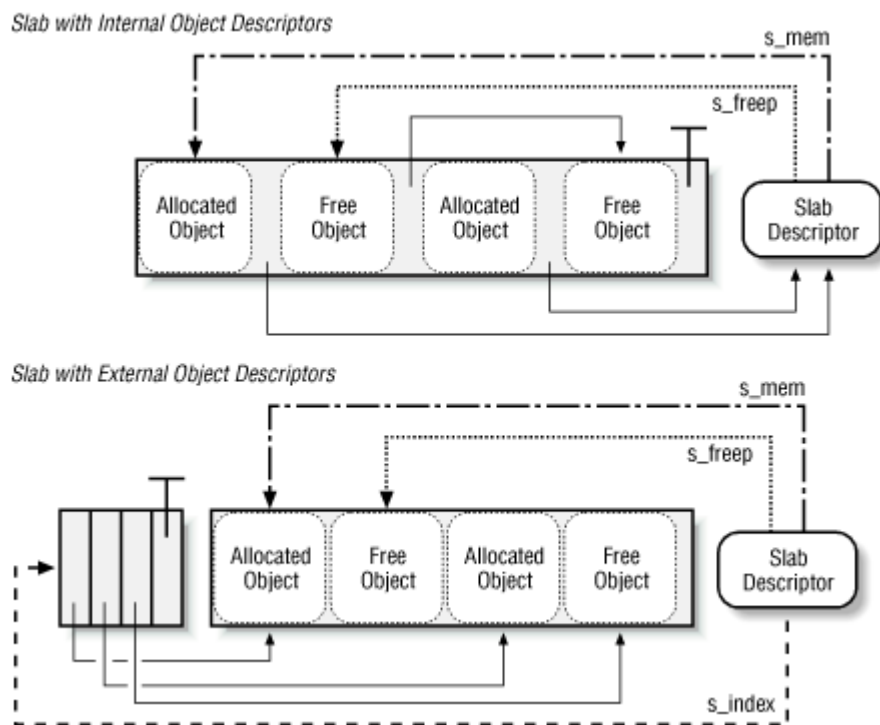 Slab with Internal Object Descriptors
s_mem
s_freep
Allocated
Object
Free
Object
Allocated
Object
Free
Object
Slab
Descriptor
Slab with External Object Descriptors
s_mem
s_freep
Allocated
Object
Free
Object
Allocated
Object
Free
Object
Slab
Descriptor
s_index